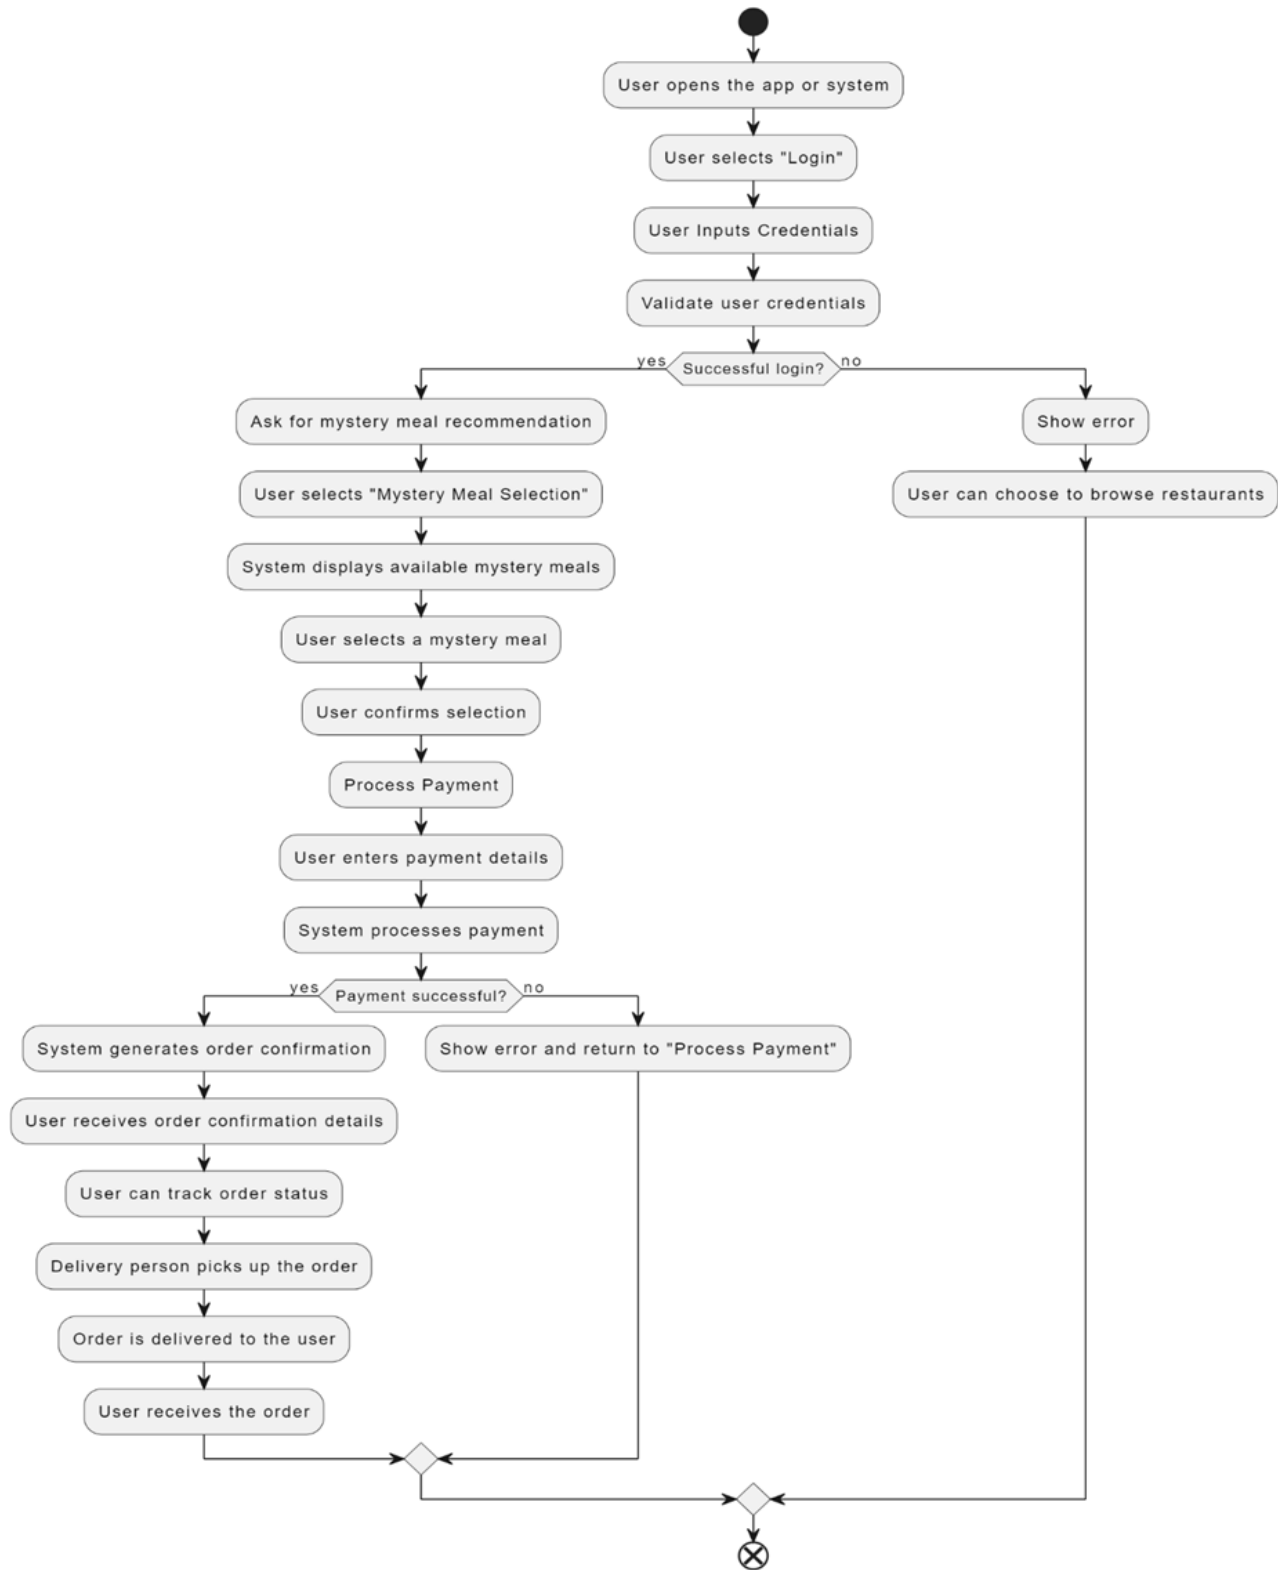 User opens the app or system
User selects "Login"
User Inputs Credentials
Validate user credentials
yes
Successful login?
no
Ask for mystery meal recommendation
Show error
User selects "Mystery Meal Selection"
User can choose to browse restaurants
System displays available mystery meals
User selects a mystery meal
User confirms selection
Process Payment
User enters payment details
System processes payment
yes
Payment successful?
no
System generates order confirmation
Show error and return to "Process Payment"
User receives order confirmation details
User can track order status
Delivery person picks up the order
Order is delivered to the user
User receives the order